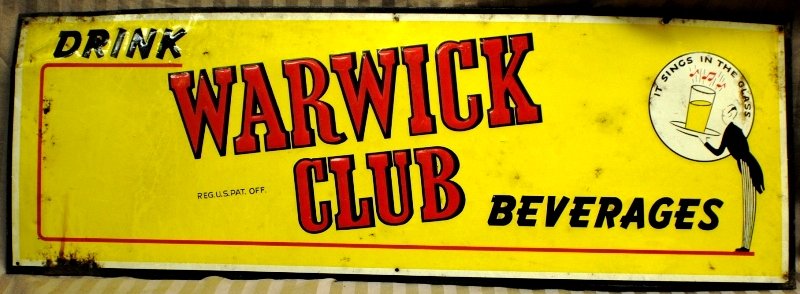 DRINK
WARWICK
CLUB
REG.U.S.PAT. OFF.
BEVERAGES
IT SINGS IN THE GLASS